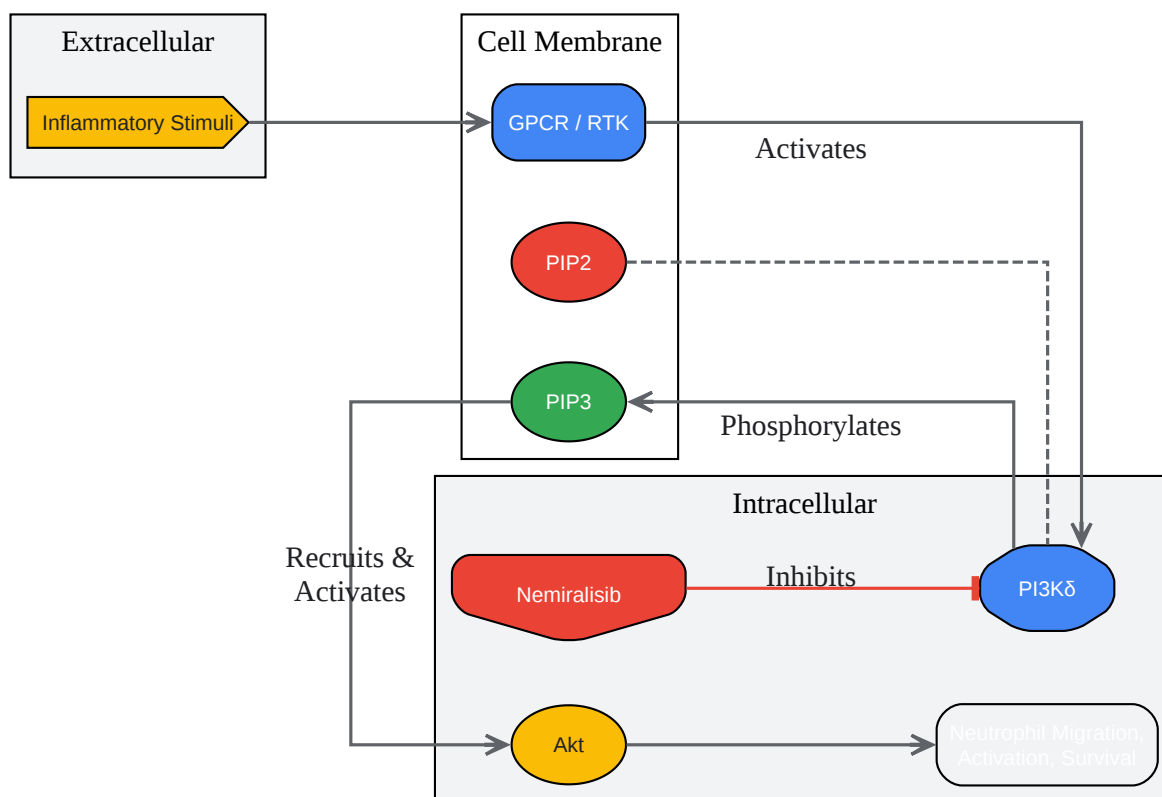 Extracellular
Cell Membrane
Inflammatory Stimuli
GPCR / RTK
Activates
PIP2
PIP3
Phosphorylates
Intracellular
Recruits &
Activates
Nemiralisib
Inhibits
PI3Kδ
Akt
Neutrophil Migration,
Activation, Survival